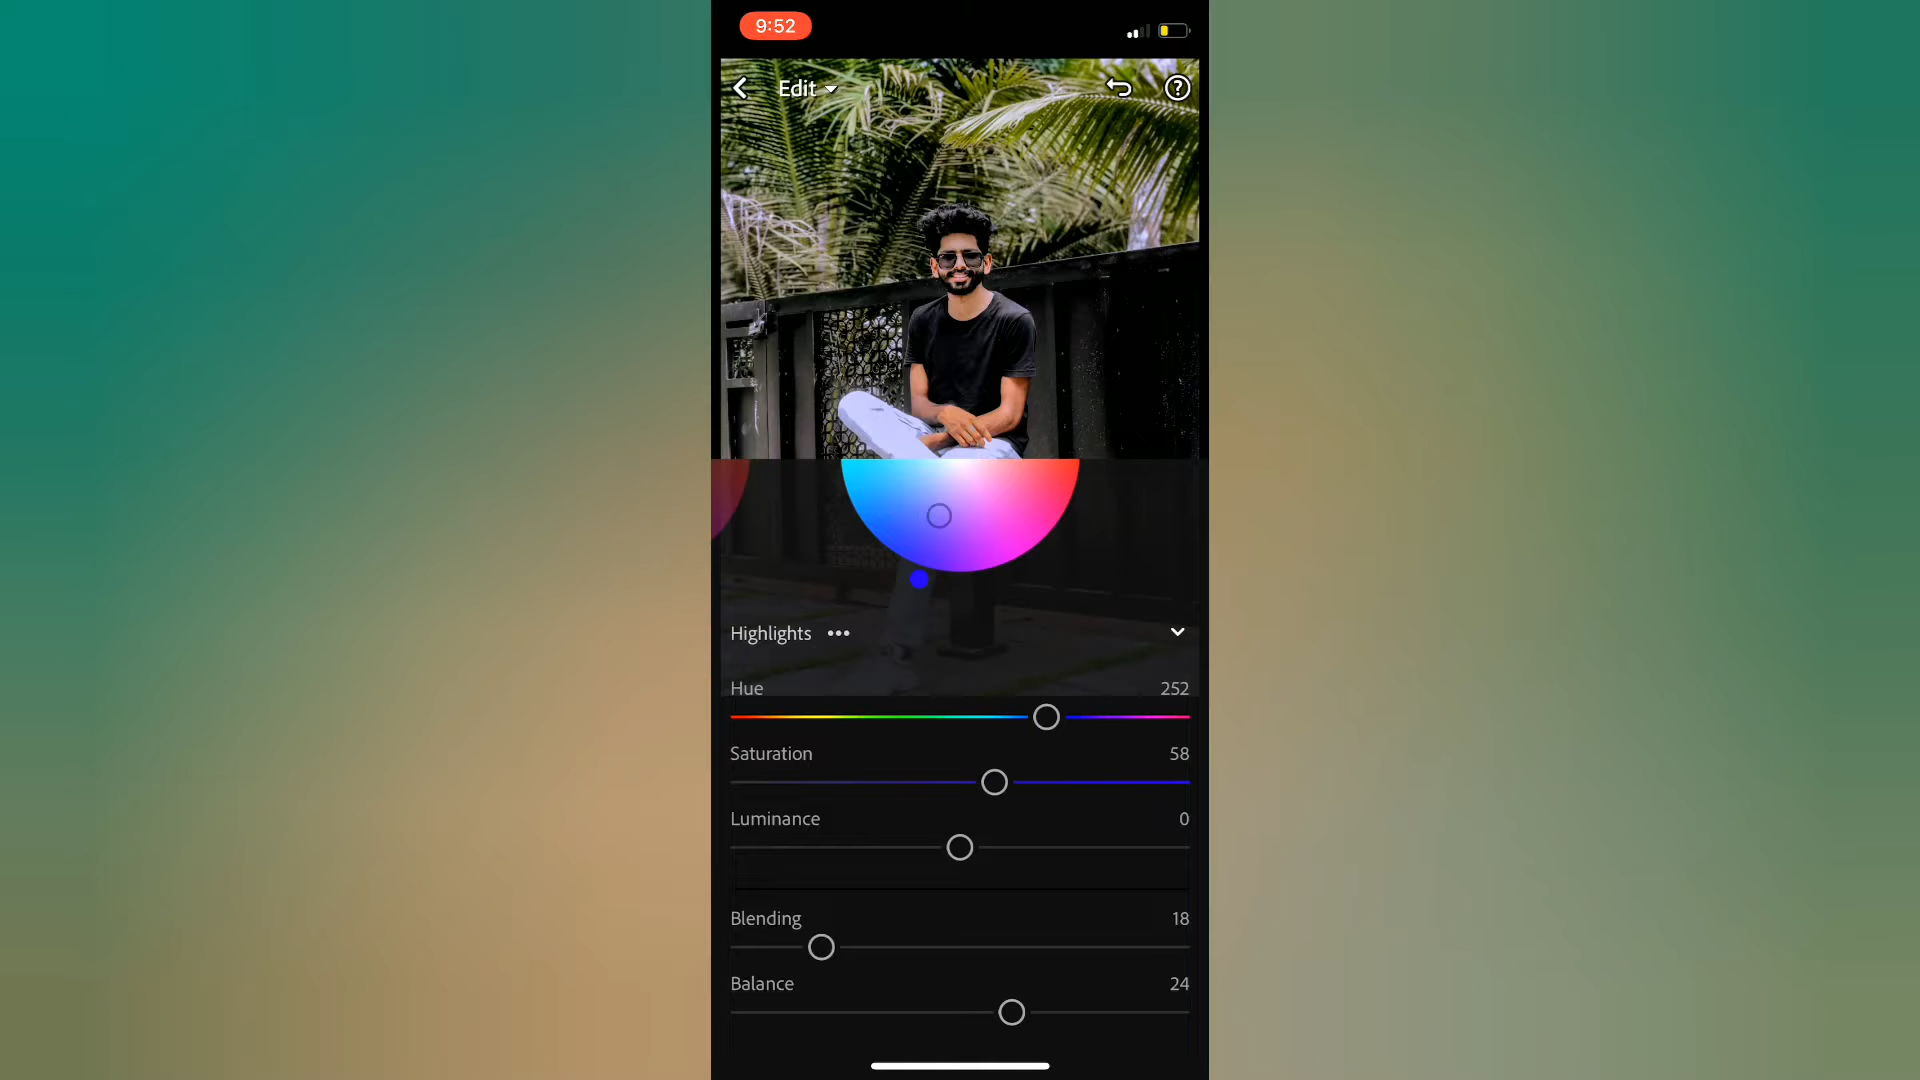 9:52
Edit
Highlights •••
Hue 252
Saturation 58
Luminance 0
Blending 18
Balance 24